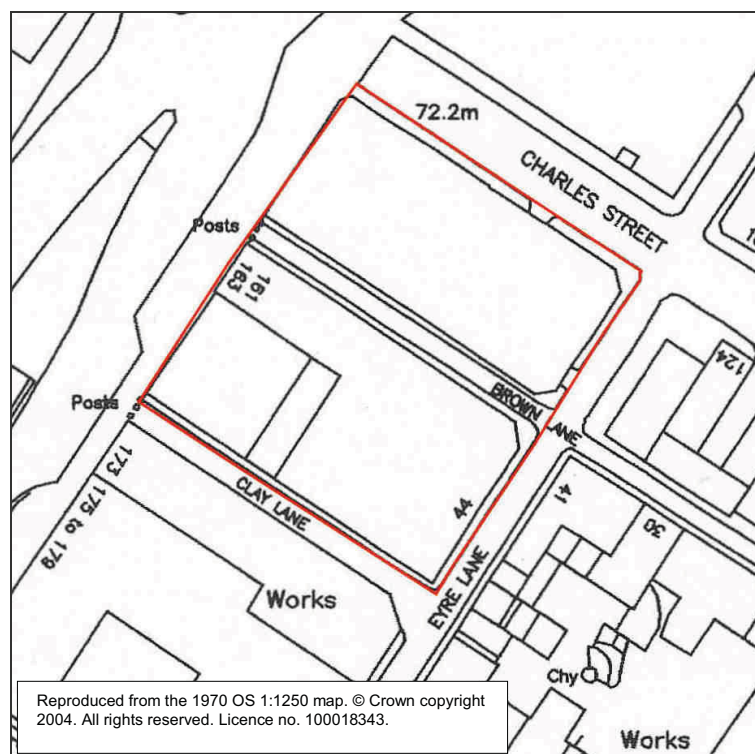 72.2m
CHARLES STREET
Posts
161
163
124
BROWN LANE
Posts
173
CLAY LANE
44
41
30
175 to 179
EYRE LANE
Works
Chy
Works
Reproduced from the 1970 OS 1:1250 map. © Crown copyright
2004. All rights reserved. Licence no. 100018343.